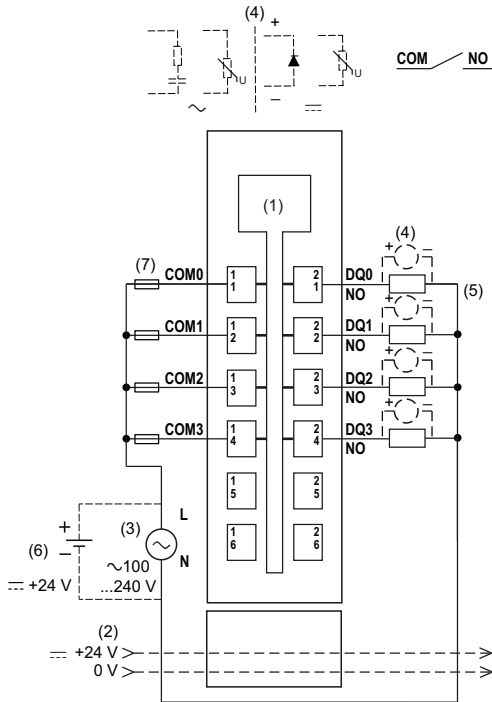 (4)
+
U
U
−
∼
⎓
COM NO
(1)
(7)
COM0
1 1
2 1
DQ0
NO
+ (4) −
(5)
COM1
1 2
2 2
DQ1
NO
+ −
COM2
1 3
2 3
DQ2
NO
+ −
COM3
1 4
2 4
DQ3
NO
+ −
1 5
2 5
1 6
2 6
L
+
(6)
−
(3)
∼
N
∼100
...240 V
⎓ +24 V
(2)
⎓ +24 V
0 V